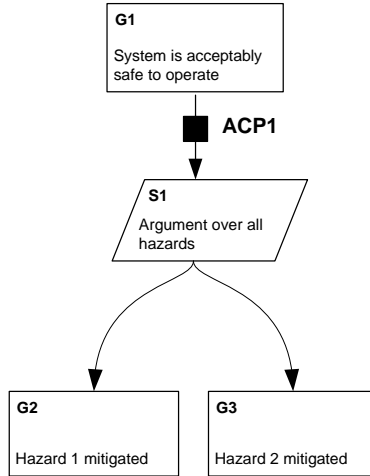 G1
System is acceptably
safe to operate
ACP1
S1
Argument over all
hazards
G2
Hazard 1 mitigated
G3
Hazard 2 mitigated